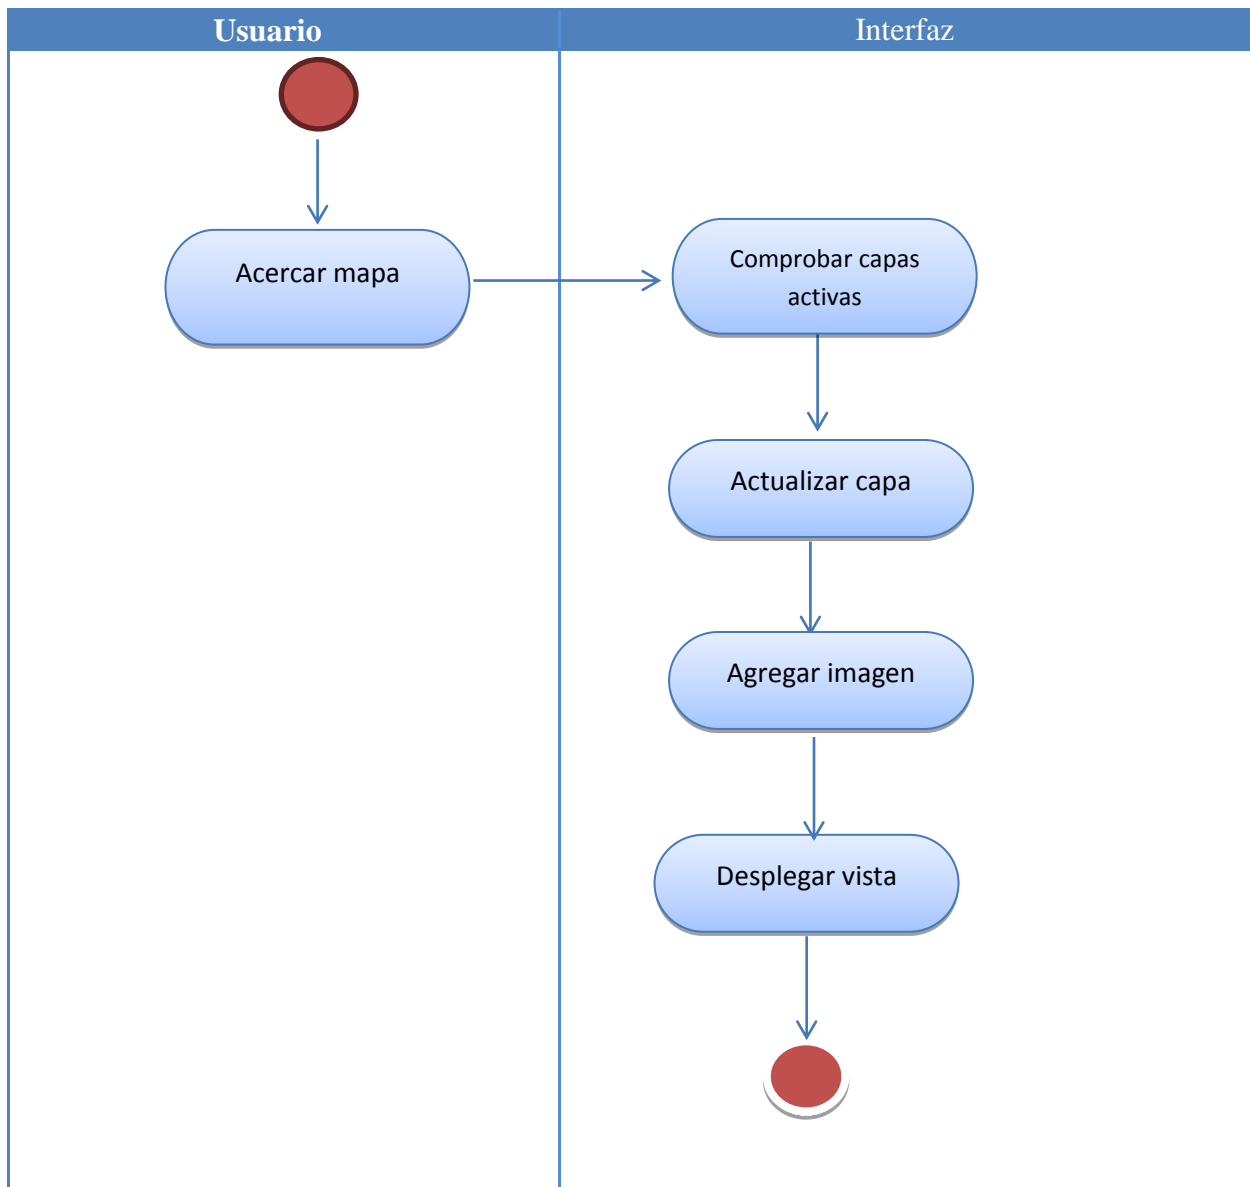 Usuario
Interfaz
Acercar mapa
Comprobar capas
activas
Actualizar capa
Agregar imagen
Desplegar vista